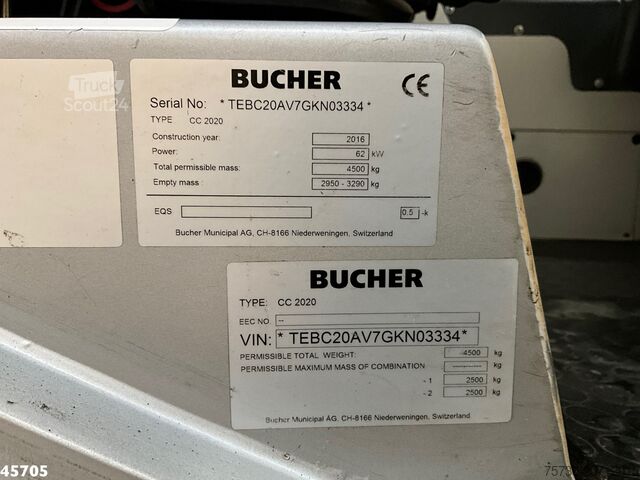 Truck
Scout24
BUCHER
CE
Serial No: * TEBC20AV7GKN03334 *
TYPE CC 2020
Construction year: 2016
Power: 62 kW
Total permissible mass: 4500 kg
Empty mass : 2950 - 3290 kg
EQS 0.5 -k
Bucher Municipal AG, CH-8166 Niederweningen, Switzerland
BUCHER
TYPE: CC 2020
EEC NO. --
VIN: * TEBC20AV7GKN03334 *
PERMISSIBLE TOTAL WEIGHT: 4500 kg
PERMISSIBLE MAXIMUM MASS OF COMBINATION -------- kg
- 1 2500 kg
- 2 2500 kg
Bucher Municipal AG, CH-8166 Niederweningen, Switzerland
45705